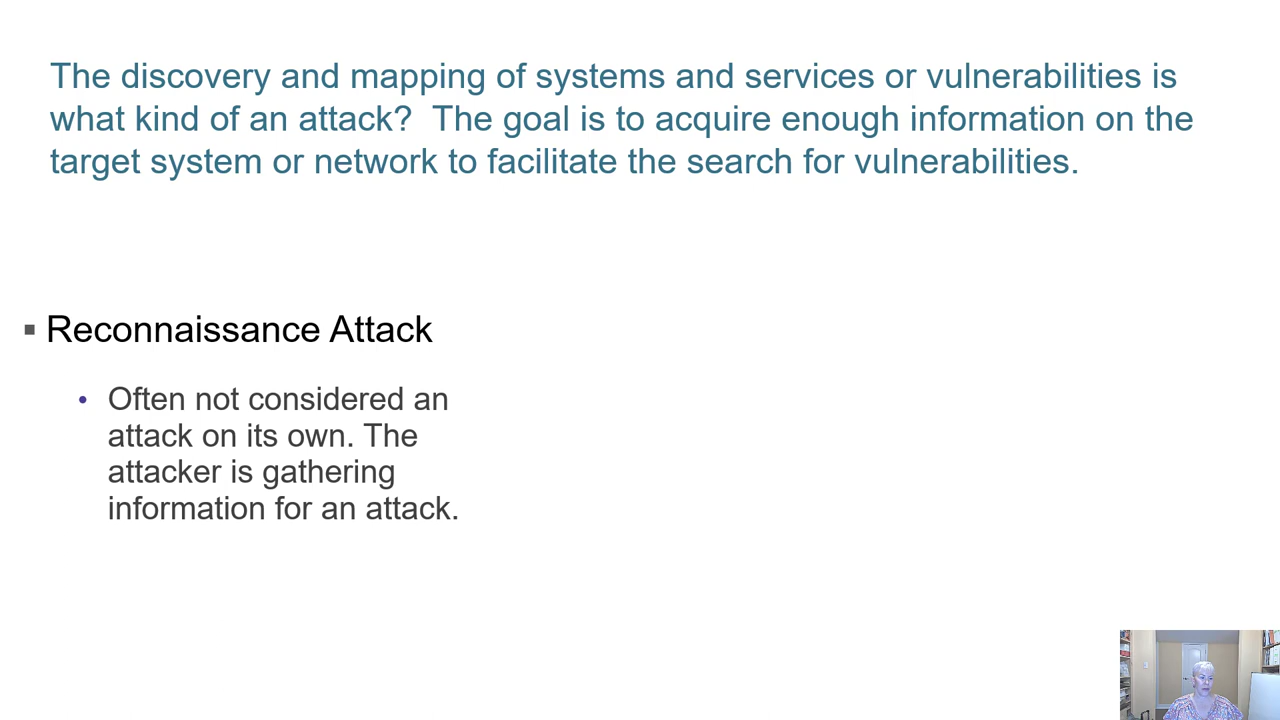 The discovery and mapping of systems and services or vulnerabilities is
what kind of an attack?  The goal is to acquire enough information on the
target system or network to facilitate the search for vulnerabilities.
▪ Reconnaissance Attack
• Often not considered an
attack on its own. The
attacker is gathering
information for an attack.